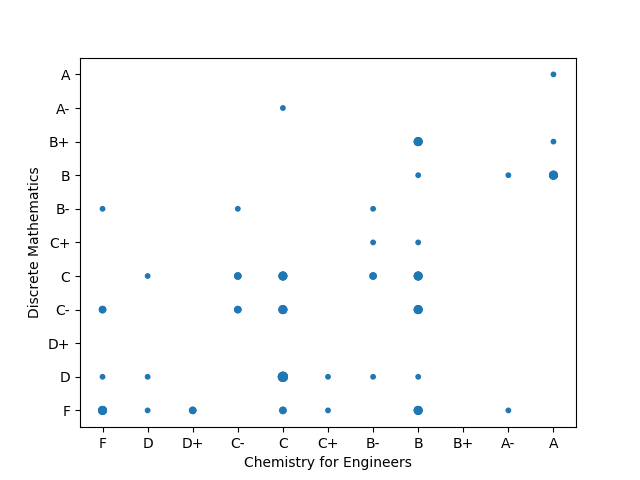 A
A-
B+
B
B-
C+
C
C-
D+
D
F
Discrete Mathematics
F D D+ C- C C+ B- B B+ A- A
Chemistry for Engineers